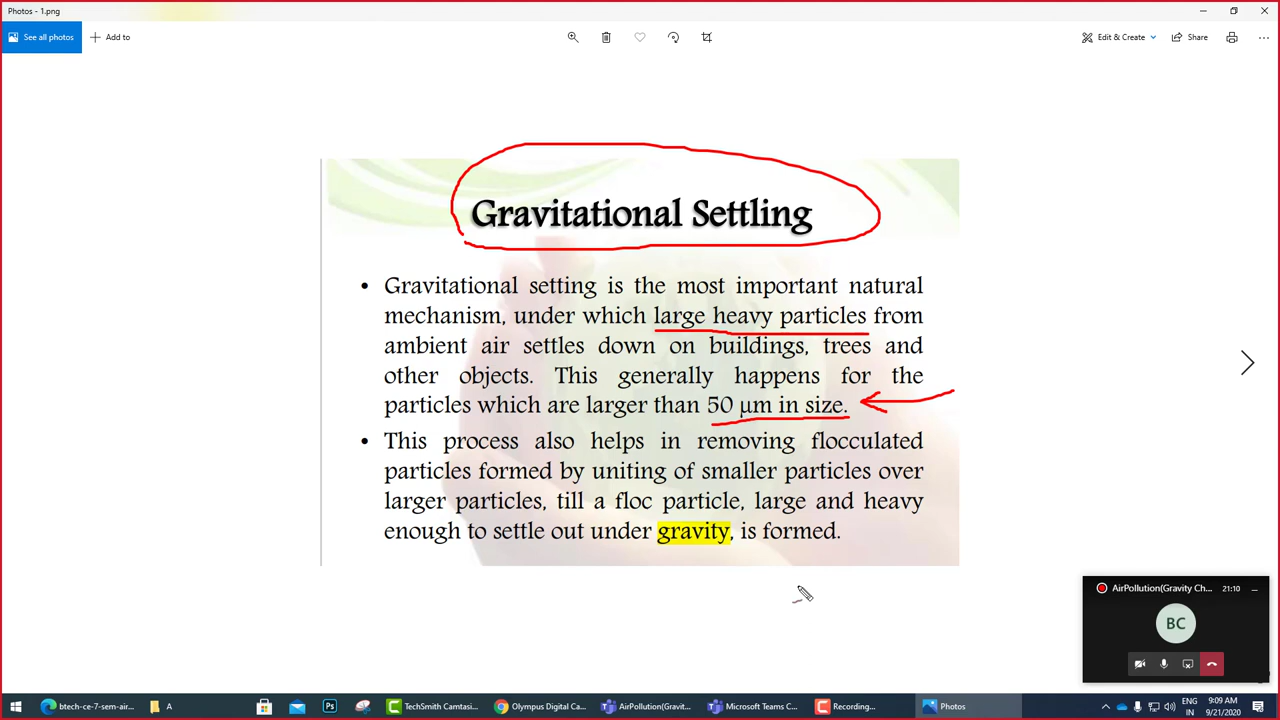 Photos - 1.png
See all photos
Add to
Edit & Create
Share
Gravitational Settling
• Gravitational setting is the most important natural
mechanism, under which large heavy particles from
ambient air settles down on buildings, trees and
other objects. This generally happens for the
particles which are larger than 50 µm in size.
• This process also helps in removing flocculated
particles formed by uniting of smaller particles over
larger particles, till a floc particle, large and heavy
enough to settle out under gravity, is formed.
AirPollution(Gravity Ch...
21:10
BC
btech-ce-7-sem-air...
A
Ps
TechSmith Camtasi...
Olympus Digital Ca...
AirPollution(Gravit...
Microsoft Teams C...
Recording...
Photos
ENG
IN
9:09 AM
9/21/2020